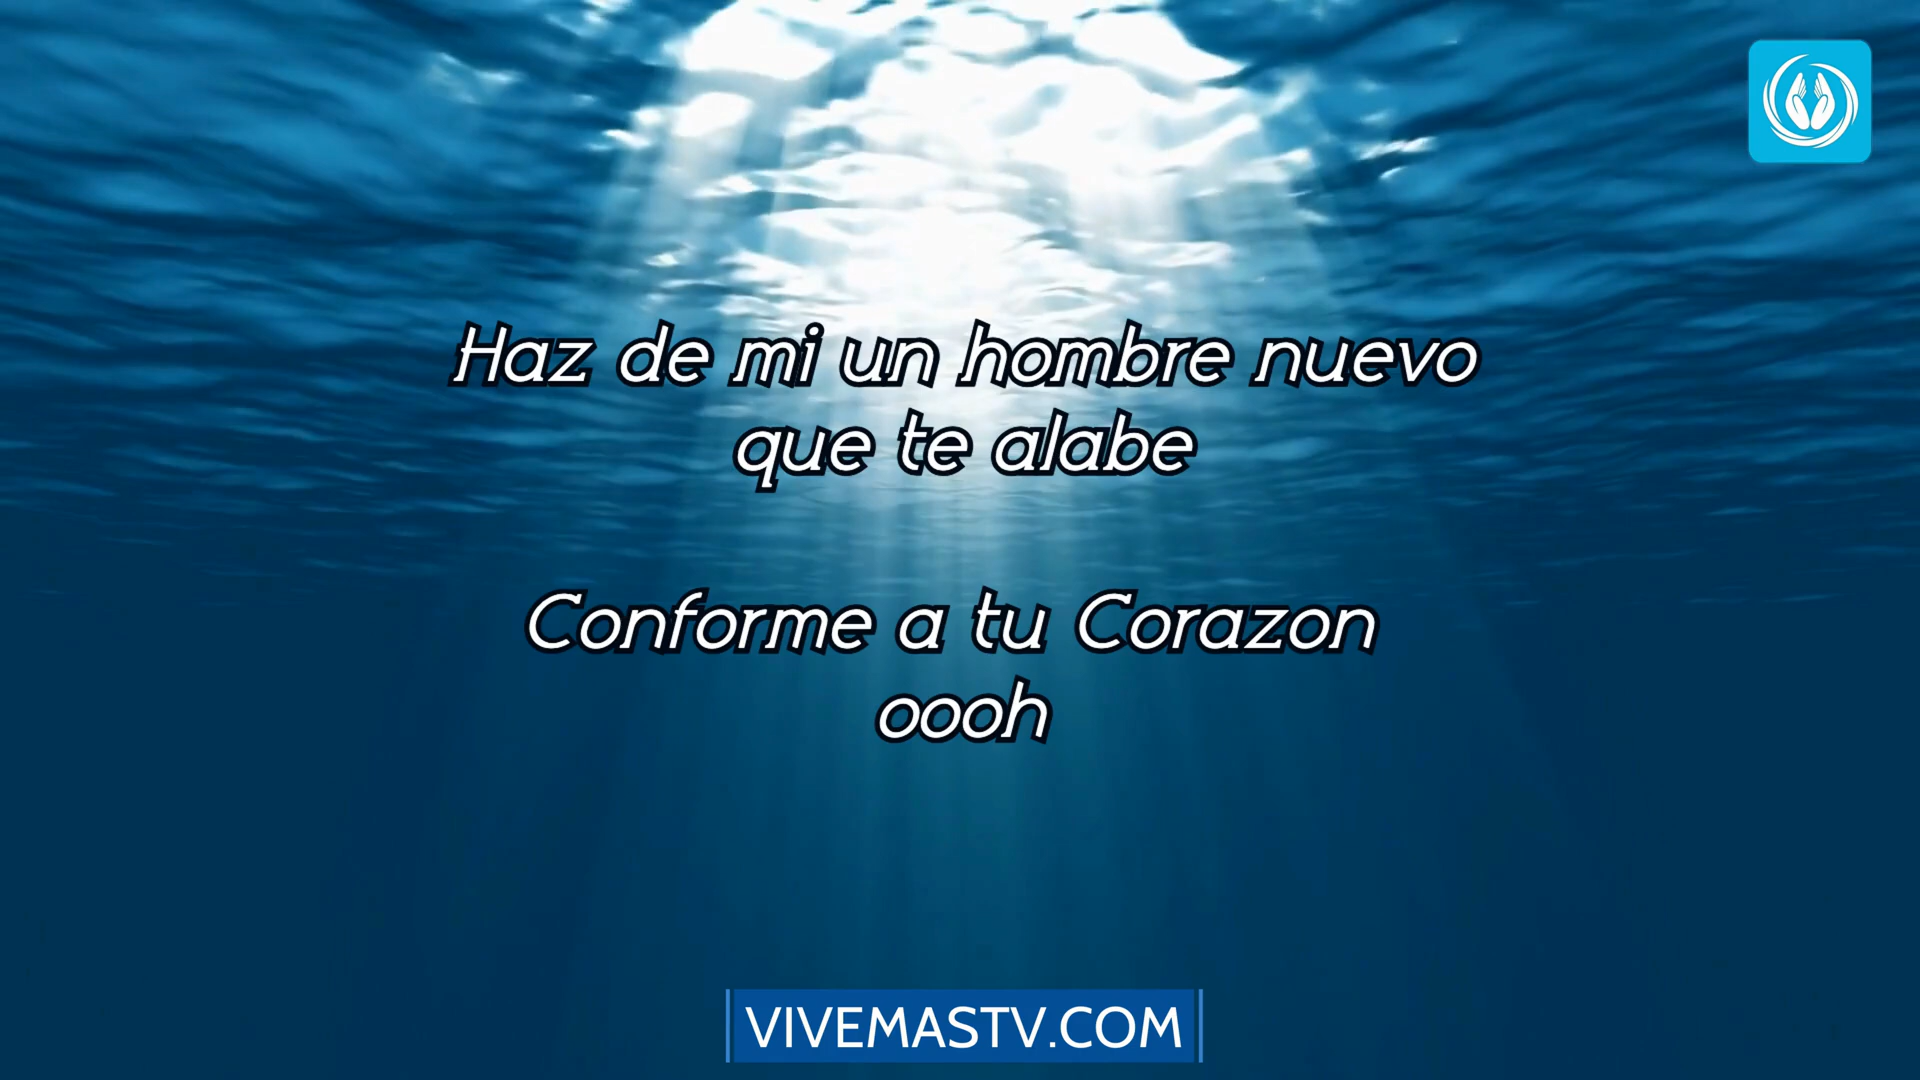 Haz de mi un hombre nuevo
que te alabe
Conforme a tu Corazon
oooh
VIVEMASTV.COM